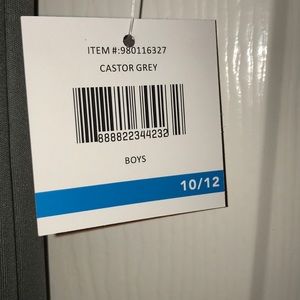 ITEM #:980116327
CASTOR GREY
888822344232
BOYS
10/12